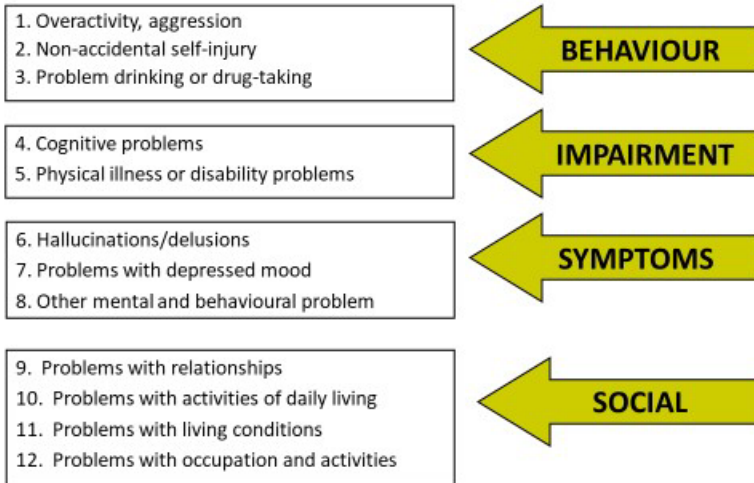 1. Overactivity, aggression
2. Non-accidental self-injury
3. Problem drinking or drug-taking
BEHAVIOUR
4. Cognitive problems
5. Physical illness or disability problems
IMPAIRMENT
6. Hallucinations/delusions
7. Problems with depressed mood
8. Other mental and behavioural problem
SYMPTOMS
9. Problems with relationships
10. Problems with activities of daily living
11. Problems with living conditions
12. Problems with occupation and activities
SOCIAL